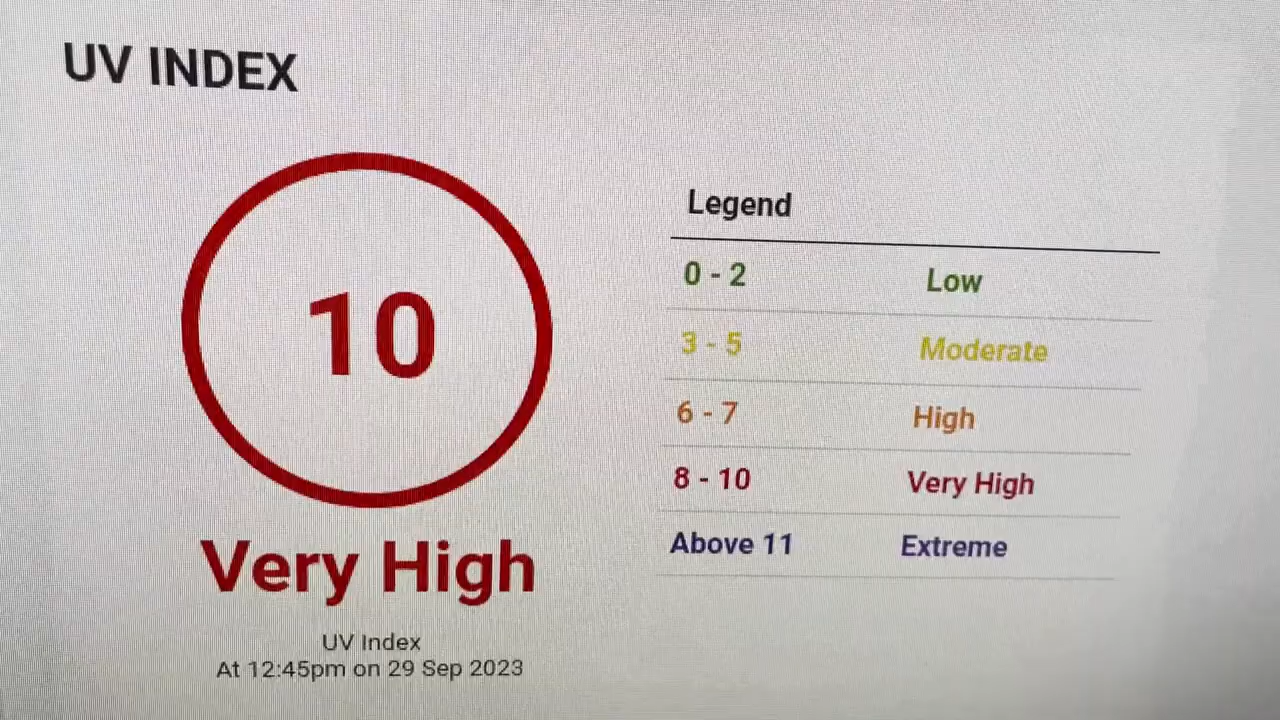 UV INDEX
10
Very High
UV Index
At 12:45pm on 29 Sep 2023
Legend
0 - 2 Low
3 - 5 Moderate
6 - 7 High
8 - 10 Very High
Above 11 Extreme